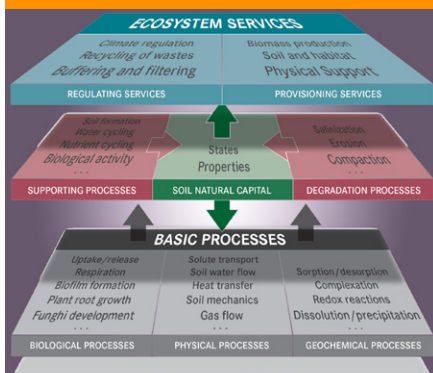 ECOSYSTEM SERVICES
Climate regulation
Recycling of wastes
Buffering and filtering
Biomass production
Soil and habitat
Physical Support
REGULATING SERVICES
PROVISIONING SERVICES
Soil formation
Water cycling
Nutrient cycling
Biological activity
...
States
Properties
Salinization
Erosion
Compaction
...
SUPPORTING PROCESSES
SOIL NATURAL CAPITAL
DEGRADATION PROCESSES
BASIC PROCESSES
Uptake/release
Respiration
Biofilm formation
Plant root growth
Funghi development
...
Solute transport
Soil water flow
Heat transfer
Soil mechanics
Gas flow
...
Sorption/desorption
Complexation
Redox reactions
Dissolution/precipitation
...
BIOLOGICAL PROCESSES
PHYSICAL PROCESSES
GEOCHEMICAL PROCESSES